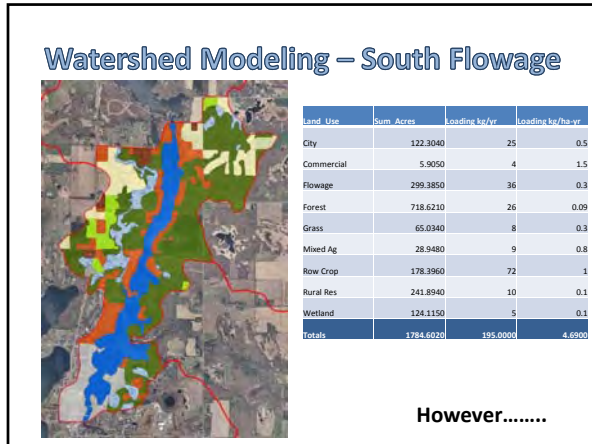 Watershed Modeling – South Flowage
Land_Use Sum_Acres Loading kg/yr Loading kg/ha-yr
City 122.3040 25 0.5
Commercial 5.9050 4 1.5
Flowage 299.3850 36 0.3
Forest 718.6210 26 0.09
Grass 65.0340 8 0.3
Mixed Ag 28.9480 9 0.8
Row Crop 178.3960 72 1
Rural Res 241.8940 10 0.1
Wetland 124.1150 5 0.1
Totals 1784.6020 195.0000 4.6900
However........